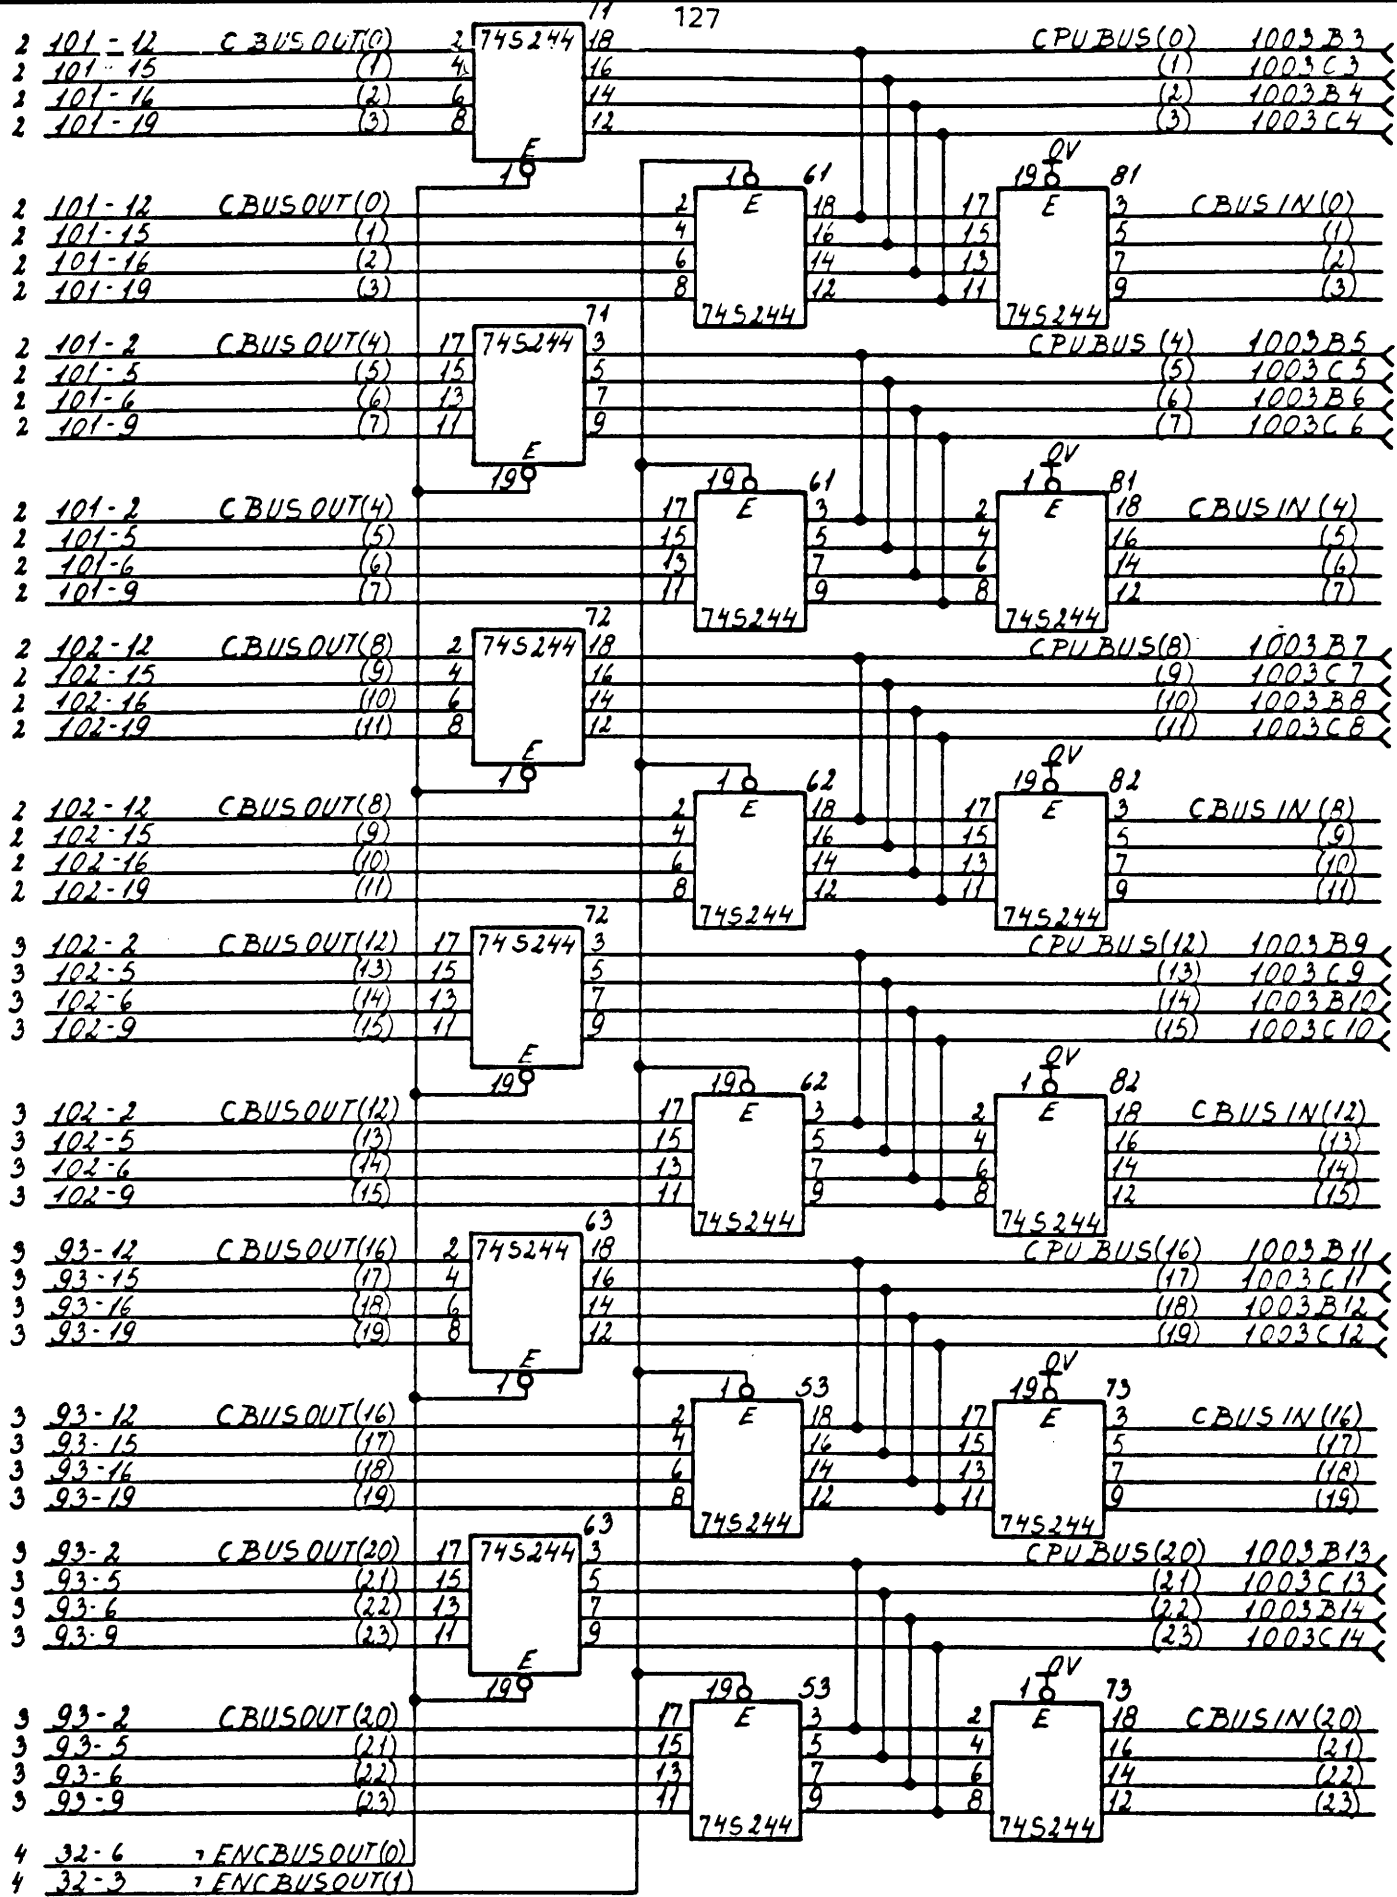 127
71
2 101-12 CBUSOUT(0) 2 74S244 18 CPUBUS(0) 1003B3
2 101-15 (1) 4 16 (1) 1003C3
2 101-16 (2) 6 14 (2) 1003B4
2 101-19 (3) 8 12 (3) 1003C4
E 0V
1 1 61 19 81
2 101-12 CBUSOUT(0) 2 E 18 17 E 3 CBUSIN(0)
2 101-15 (1) 4 16 15 5 (1)
2 101-16 (2) 6 14 13 7 (2)
2 101-19 (3) 8 12 11 9 (3)
74S244 74S244
71
2 101-2 CBUSOUT(4) 17 74S244 3 CPUBUS(4) 1003B5
2 101-5 (5) 15 5 (5) 1003C5
2 101-6 (6) 13 7 (6) 1003B6
2 101-9 (7) 11 9 (7) 1003C6
E 0V
19 19 61 1 81
2 101-2 CBUSOUT(4) 17 E 3 2 E 18 CBUSIN(4)
2 101-5 (5) 15 5 4 16 (5)
2 101-6 (6) 13 7 6 14 (6)
2 101-9 (7) 11 9 8 12 (7)
74S244 74S244
72
2 102-12 CBUSOUT(8) 2 74S244 18 CPUBUS(8) 1003B7
2 102-15 (9) 4 16 (9) 1003C7
2 102-16 (10) 6 14 (10) 1003B8
2 102-19 (11) 8 12 (11) 1003C8
E 0V
1 1 62 19 82
2 102-12 CBUSOUT(8) 2 E 18 17 E 3 CBUSIN(8)
2 102-15 (9) 4 16 15 5 (9)
2 102-16 (10) 6 14 13 7 (10)
2 102-19 (11) 8 12 11 9 (11)
74S244 74S244
72
3 102-2 CBUSOUT(12) 17 74S244 3 CPUBUS(12) 1003B9
3 102-5 (13) 15 5 (13) 1003C9
3 102-6 (14) 13 7 (14) 1003B10
3 102-9 (15) 11 9 (15) 1003C10
E 0V
19 19 62 1 82
3 102-2 CBUSOUT(12) 17 E 3 2 E 18 CBUSIN(12)
3 102-5 (13) 15 5 4 16 (13)
3 102-6 (14) 13 7 6 14 (14)
3 102-9 (15) 11 9 8 12 (15)
74S244 74S244
63
3 93-12 CBUSOUT(16) 2 74S244 18 CPUBUS(16) 1003B11
3 93-15 (17) 4 16 (17) 1003C11
3 93-16 (18) 6 14 (18) 1003B12
3 93-19 (19) 8 12 (19) 1003C12
E 0V
1 1 53 19 73
3 93-12 CBUSOUT(16) 2 E 18 17 E 3 CBUSIN(16)
3 93-15 (17) 4 16 15 5 (17)
3 93-16 (18) 6 14 13 7 (18)
3 93-19 (19) 8 12 11 9 (19)
74S244 74S244
63
3 93-2 CBUSOUT(20) 17 74S244 3 CPUBUS(20) 1003B13
3 93-5 (21) 15 5 (21) 1003C13
3 93-6 (22) 13 7 (22) 1003B14
3 93-9 (23) 11 9 (23) 1003C14
E 0V
19 19 53 1 73
3 93-2 CBUSOUT(20) 17 E 3 2 E 18 CBUSIN(20)
3 93-5 (21) 15 5 4 16 (21)
3 93-6 (22) 13 7 6 14 (22)
3 93-9 (23) 11 9 8 12 (23)
74S244 74S244
4 32-6 ¬ENCBUSOUT(0)
4 32-3 ¬ENCBUSOUT(1)